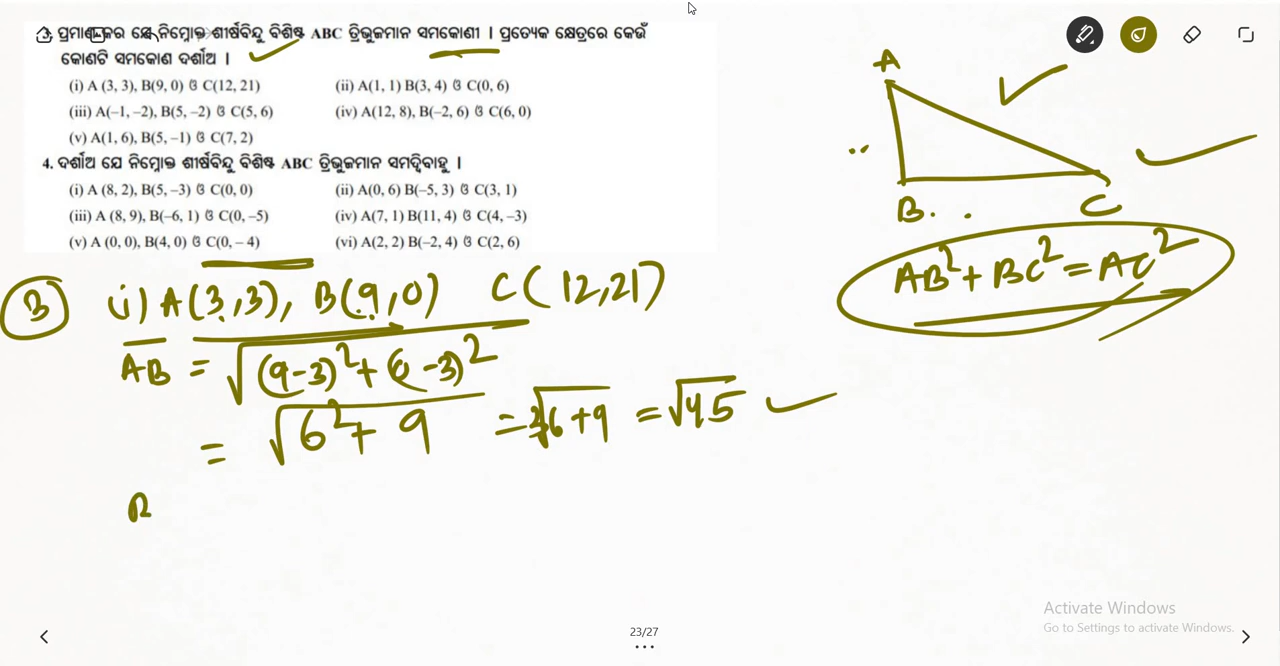 3. ପ୍ରମାଣ କର ଯେ ନିମ୍ନୋକ୍ତ ଶୀର୍ଷବିନ୍ଦୁ ବିଶିଷ୍ଟ ABC ତ୍ରିଭୁଜମାନ ସମକୋଣୀ । ପ୍ରତ୍ୟେକ କ୍ଷେତ୍ରରେ କେଉଁ
କୋଣଟି ସମକୋଣ ଦର୍ଶାଅ ।
(i) A (3, 3), B(9, 0) ଓ C(12, 21)
(ii) A(1, 1) B(3, 4) ଓ C(0, 6)
(iii) A(–1, –2), B(5, –2) ଓ C(5, 6)
(iv) A(12, 8), B(–2, 6) ଓ C(6, 0)
(v) A(1, 6), B(5, –1) ଓ C(7, 2)
4. ଦର୍ଶାଅ ଯେ ନିମ୍ନୋକ୍ତ ଶୀର୍ଷବିନ୍ଦୁ ବିଶିଷ୍ଟ ABC ତ୍ରିଭୁଜମାନ ସମଦ୍ବିବାହୁ ।
(i) A (8, 2), B(5, –3) ଓ C(0, 0)
(ii) A(0, 6) B(–5, 3) ଓ C(3, 1)
(iii) A (8, 9), B(–6, 1) ଓ C(0, –5)
(iv) A(7, 1) B(11, 4) ଓ C(4, –3)
(v) A (0, 0), B(4, 0) ଓ C(0, – 4)
(vi) A(2, 2) B(–2, 4) ଓ C(2, 6)
A
B
C
AB² + BC² = AC²
3 (i) A(3,3), B(9,0) C(12,21)
AB = √(9-3)² + (0-3)²
= √6² + 9 = √36+9 = √45
B
Activate Windows
Go to Settings to activate Windows.
23/27